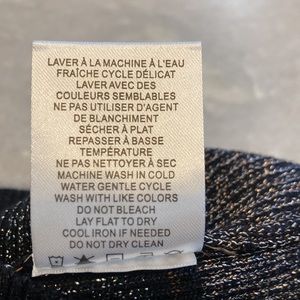 LAVER À LA MACHINE À L'EAU
FRAÎCHE CYCLE DÉLICAT
LAVER AVEC DES
COULEURS SEMBLABLES
NE PAS UTILISER D'AGENT
DE BLANCHIMENT
SÉCHER À PLAT
REPASSER À BASSE
TEMPÉRATURE
NE PAS NETTOYER À SEC
MACHINE WASH IN COLD
WATER GENTLE CYCLE
WASH WITH LIKE COLORS
DO NOT BLEACH
LAY FLAT TO DRY
COOL IRON IF NEEDED
DO NOT DRY CLEAN